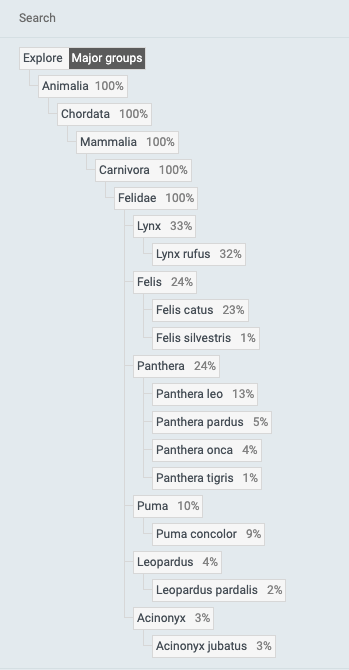 Search
Explore Major groups
Animalia 100%
Chordata 100%
Mammalia 100%
Carnivora 100%
Felidae 100%
Lynx 33%
Lynx rufus 32%
Felis 24%
Felis catus 23%
Felis silvestris 1%
Panthera 24%
Panthera leo 13%
Panthera pardus 5%
Panthera onca 4%
Panthera tigris 1%
Puma 10%
Puma concolor 9%
Leopardus 4%
Leopardus pardalis 2%
Acinonyx 3%
Acinonyx jubatus 3%